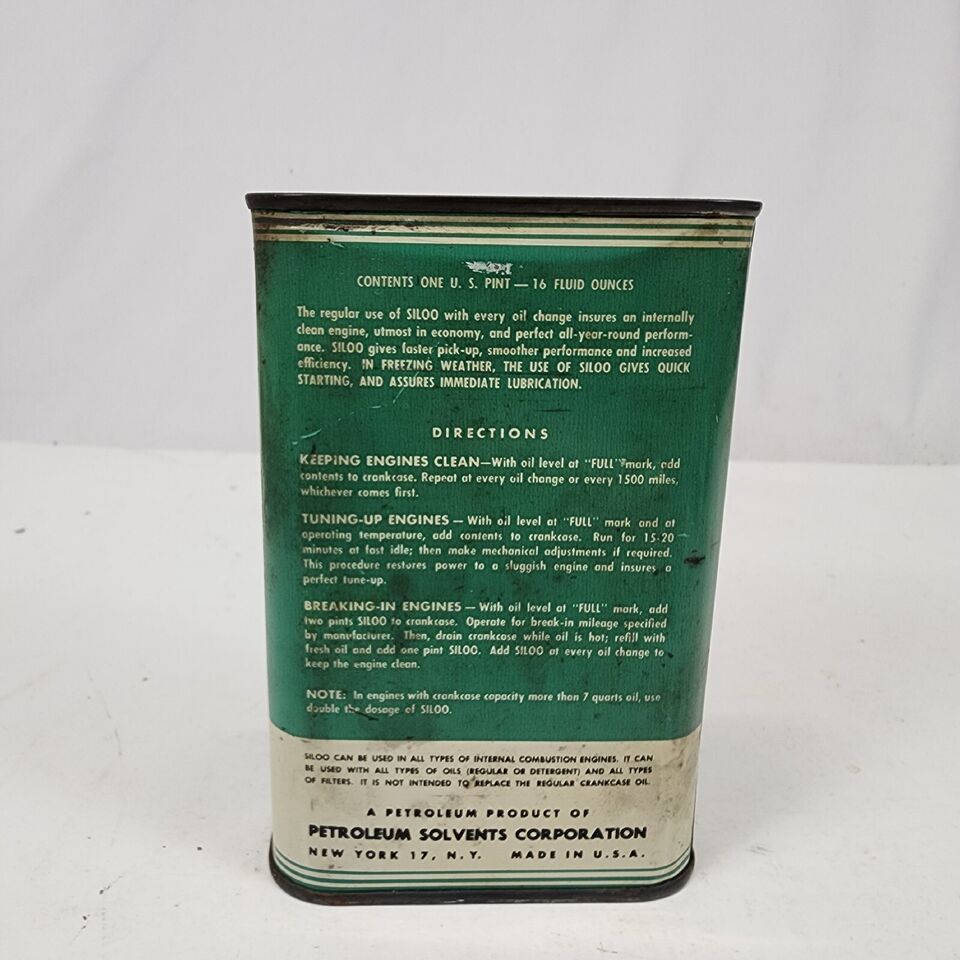 CONTENTS ONE U. S. PINT — 16 FLUID OUNCES
The regular use of SILOO with every oil change insures an internally
clean engine, utmost in economy, and perfect all-year-round perform-
ance. SILOO gives faster pick-up, smoother performance and increased
efficiency. IN FREEZING WEATHER, THE USE OF SILOO GIVES QUICK
STARTING, AND ASSURES IMMEDIATE LUBRICATION.
DIRECTIONS
KEEPING ENGINES CLEAN—With oil level at "FULL" mark, add
contents to crankcase. Repeat at every oil change or every 1500 miles,
whichever comes first.
TUNING-UP ENGINES — With oil level at "FULL" mark and at
operating temperature, add contents to crankcase. Run for 15-20
minutes at fast idle; then make mechanical adjustments if required.
This procedure restores power to a sluggish engine and insures a
perfect tune-up.
BREAKING-IN ENGINES — With oil level at "FULL" mark, add
two pints SILOO to crankcase. Operate for break-in mileage specified
by manufacturer. Then, drain crankcase while oil is hot; refill with
fresh oil and add one pint SILOO. Add SILOO at every oil change to
keep the engine clean.
NOTE: In engines with crankcase capacity more than 7 quarts oil, use
double the dosage of SILOO.
SILOO CAN BE USED IN ALL TYPES OF INTERNAL COMBUSTION ENGINES. IT CAN
BE USED WITH ALL TYPES OF OILS (REGULAR OR DETERGENT) AND ALL TYPES
OF FILTERS. IT IS NOT INTENDED TO REPLACE THE REGULAR CRANKCASE OIL.
A PETROLEUM PRODUCT OF
PETROLEUM SOLVENTS CORPORATION
NEW YORK 17, N.Y. MADE IN U.S.A.